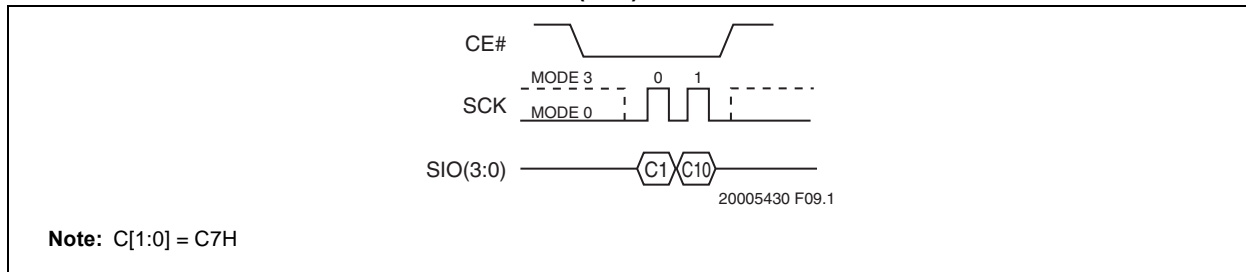 CE#
MODE 3 0 1
SCK
MODE 0
SIO(3:0) C1 C10
20005430 F09.1
Note: C[1:0] = C7H